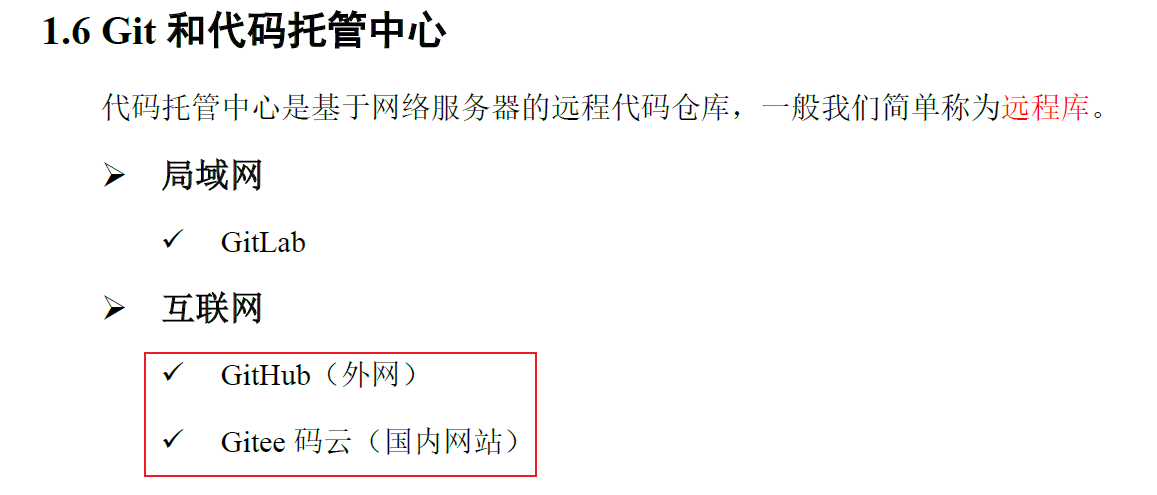 1.6 Git 和代码托管中心
代码托管中心是基于网络服务器的远程代码仓库，一般我们简单称为远程库。
➢ 局域网
✓ GitLab
➢ 互联网
✓ GitHub（外网）
✓ Gitee 码云（国内网站）